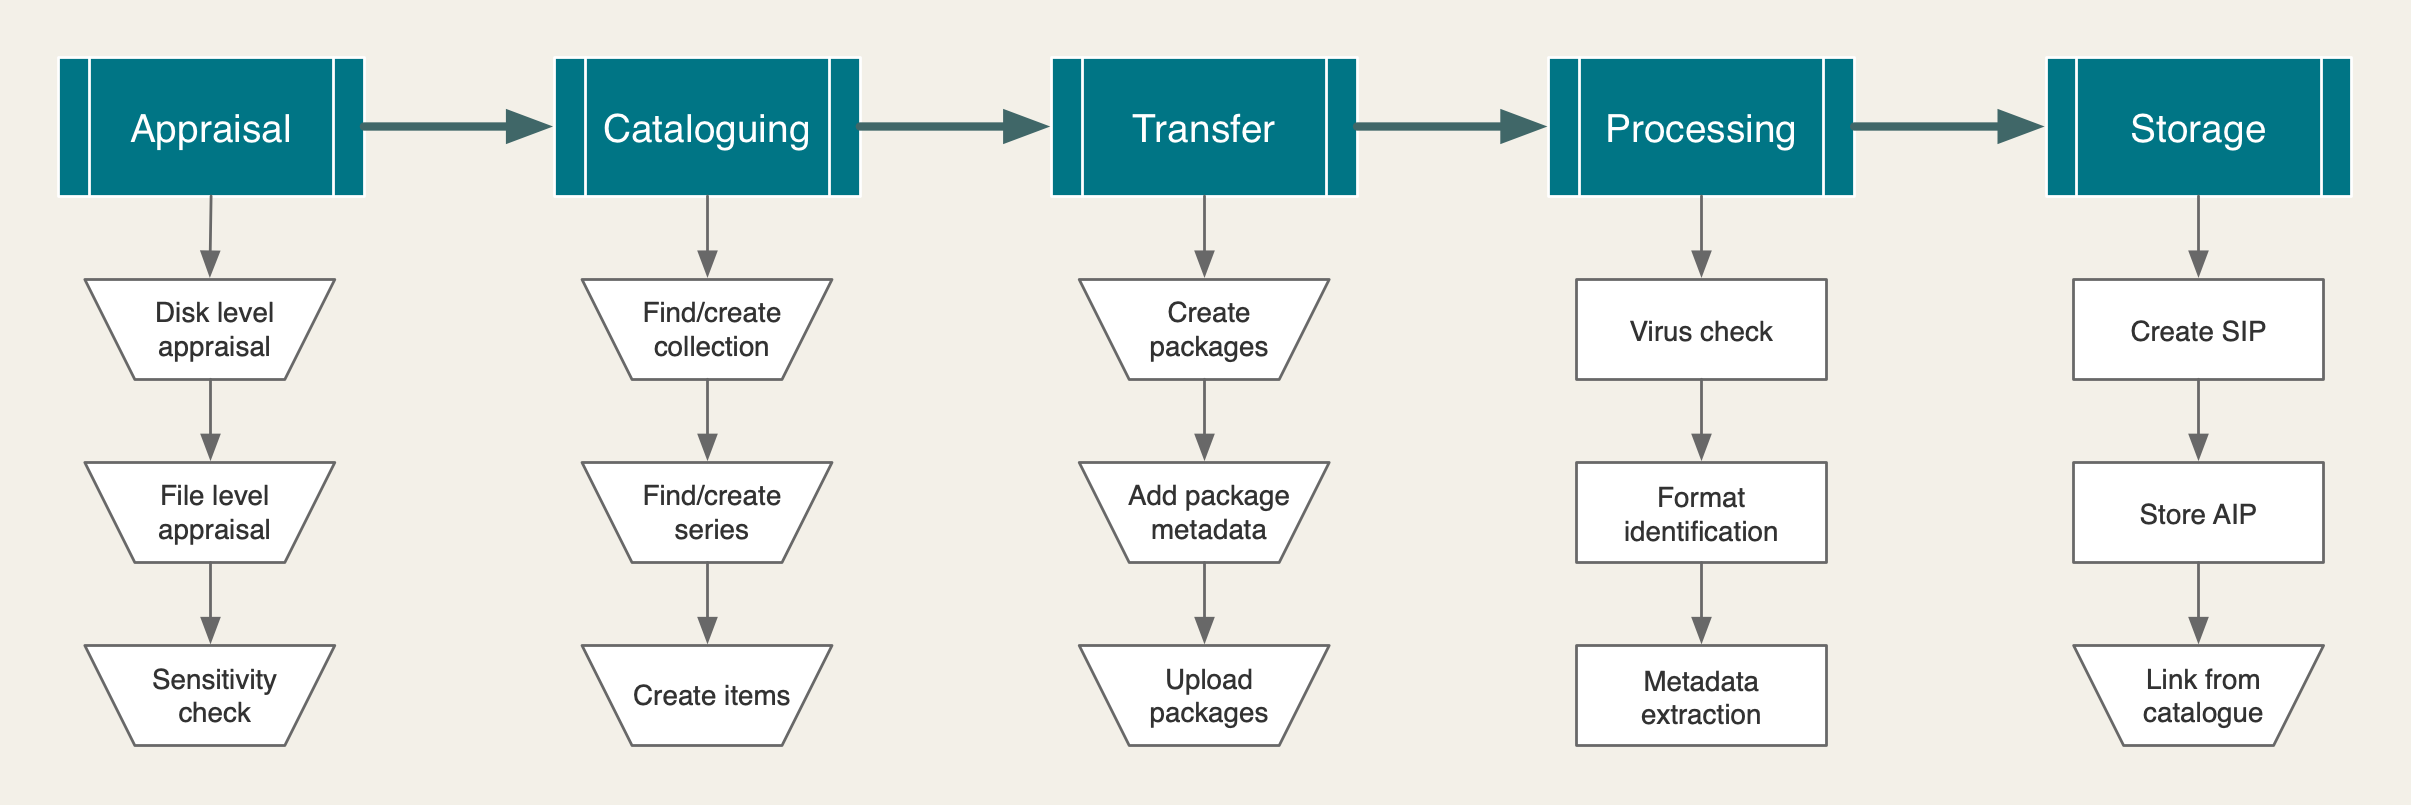 Appraisal
Cataloguing
Transfer
Processing
Storage
Disk level
appraisal
File level
appraisal
Sensitivity
check
Find/create
collection
Find/create
series
Create items
Create
packages
Add package
metadata
Upload
packages
Virus check
Format
identification
Metadata
extraction
Create SIP
Store AIP
Link from
catalogue